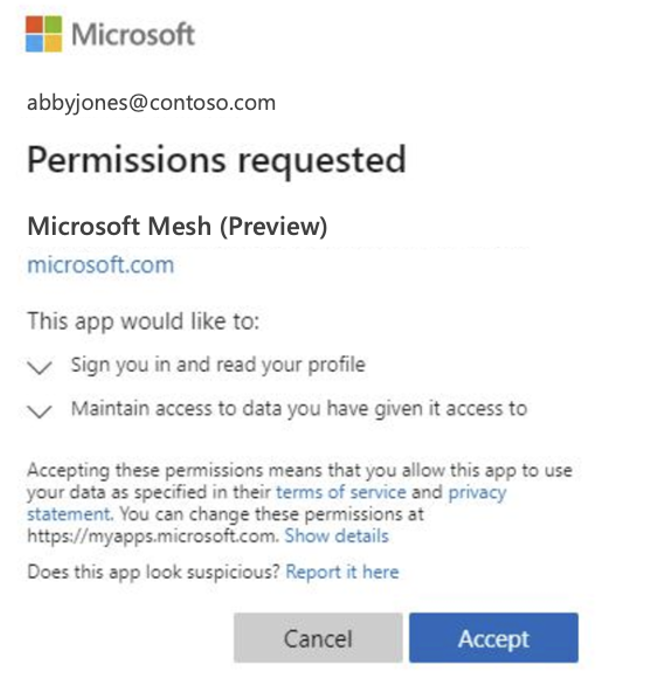 Microsoft
abbyjones@contoso.com
Permissions requested
Microsoft Mesh (Preview)
microsoft.com
This app would like to:
Sign you in and read your profile
Maintain access to data you have given it access to
Accepting these permissions means that you allow this app to use
your data as specified in their terms of service and privacy
statement. You can change these permissions at
https://myapps.microsoft.com. Show details
Does this app look suspicious? Report it here
Cancel Accept